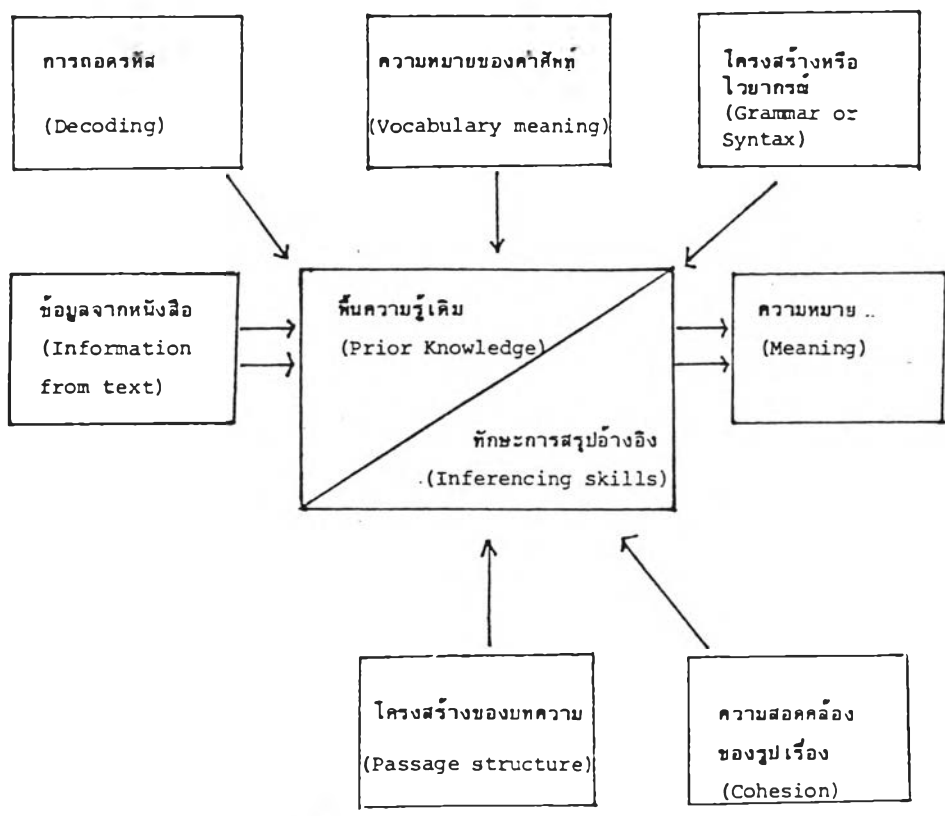 การถอดรหัส
(Decoding)
ความหมายของคำศัพท์
(Vocabulary meaning)
โครงสร้างหรือ
ไวยากรณ์
(Grammar or
Syntax)
ข้อมูลจากหนังสือ
(Information
from text)
พื้นความรู้เดิม
(Prior Knowledge)
ทักษะการสรุปอ้างอิง
(Inferencing skills)
ความหมาย ..
(Meaning)
โครงสร้างของบทความ
(Passage structure)
ความสอดคล้อง
ของรูปเรื่อง
(Cohesion)